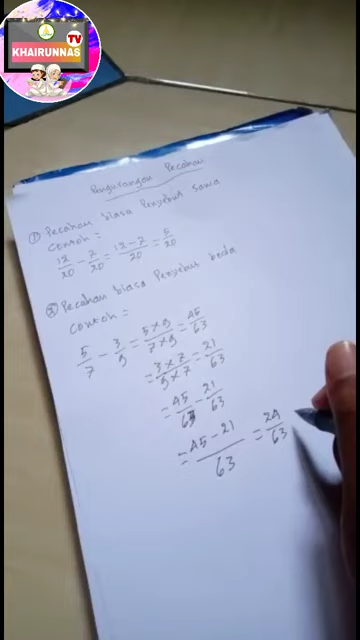 KHAIRUNNAS
TV
Pengurangan Pecahan
① Pecahan biasa Penyebut sama
Contoh =
12/20 - 7/20 = 12-7/20 = 5/20
② Pecahan biasa Penyebut beda
Contoh =
5/7 - 3/9 = 5×9/7×9 = 45/63
= 3×7/9×7 = 21/63
= 45/63 - 21/63
= 45-21/63 = 24/63